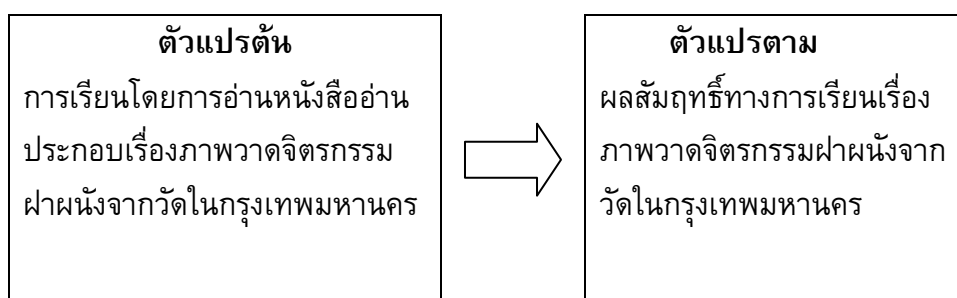 ตัวแปรต้น
การเรียนโดยการอ่านหนังสืออ่าน
ประกอบเรื่องภาพวาดจิตรกรรม
ฝาผนังจากวัดในกรุงเทพมหานคร
ตัวแปรตาม
ผลสัมฤทธิ์ทางการเรียนเรื่อง
ภาพวาดจิตรกรรมฝาผนังจาก
วัดในกรุงเทพมหานคร